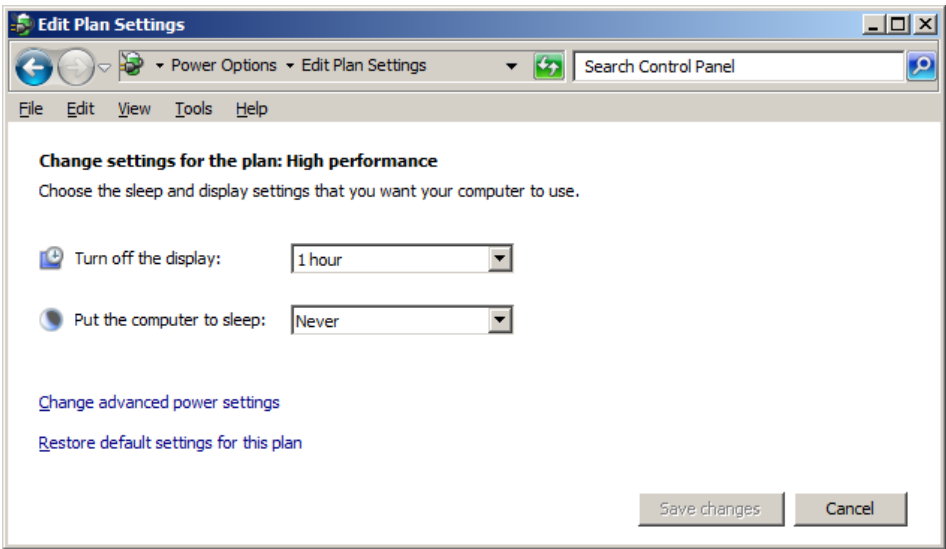 Edit Plan Settings
Power Options Edit Plan Settings Search Control Panel
File Edit View Tools Help
Change settings for the plan: High performance
Choose the sleep and display settings that you want your computer to use.
Turn off the display: 1 hour
Put the computer to sleep: Never
Change advanced power settings
Restore default settings for this plan
Save changes Cancel